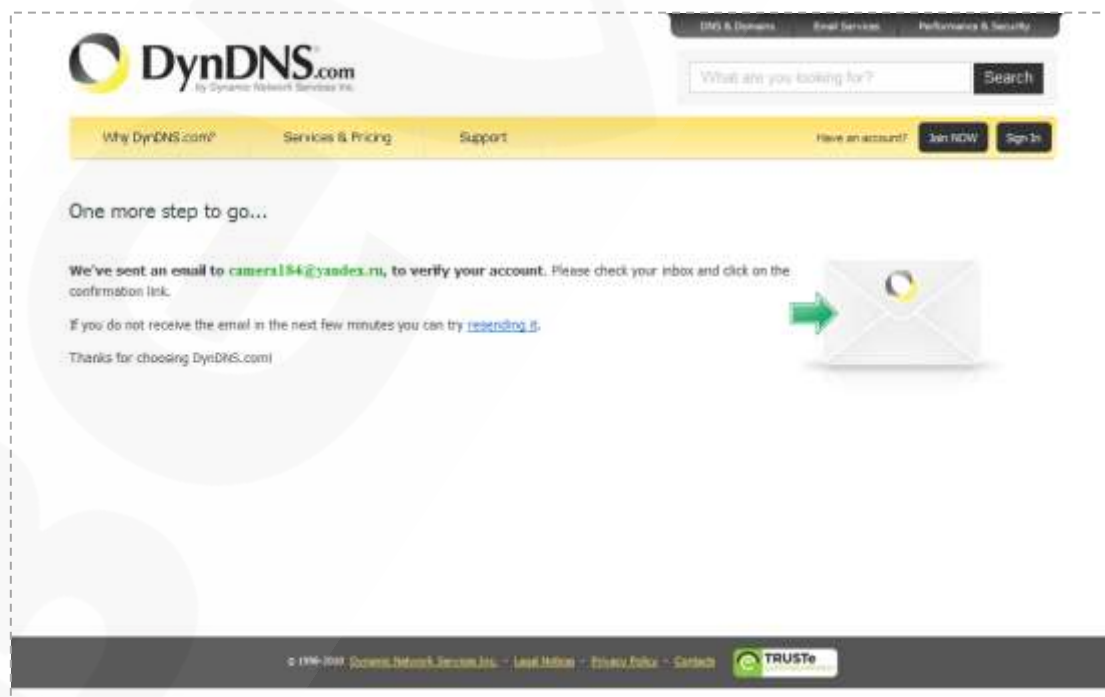 DNS & Domains Email Services Performance & Security
DynDNS.com
by Dynamic Network Services Inc.
What are you looking for? Search
Why DynDNS.com? Services & Pricing Support Have an account? Join NOW Sign In
One more step to go...
We've sent an email to camera184@yandex.ru, to verify your account. Please check your inbox and click on the
confirmation link.
If you do not receive the email in the next few minutes you can try resending it.
Thanks for choosing DynDNS.com!
© 1998-2010 Dynamic Network Services Inc. - Legal Notices - Privacy Policy - Contacts TRUSTe